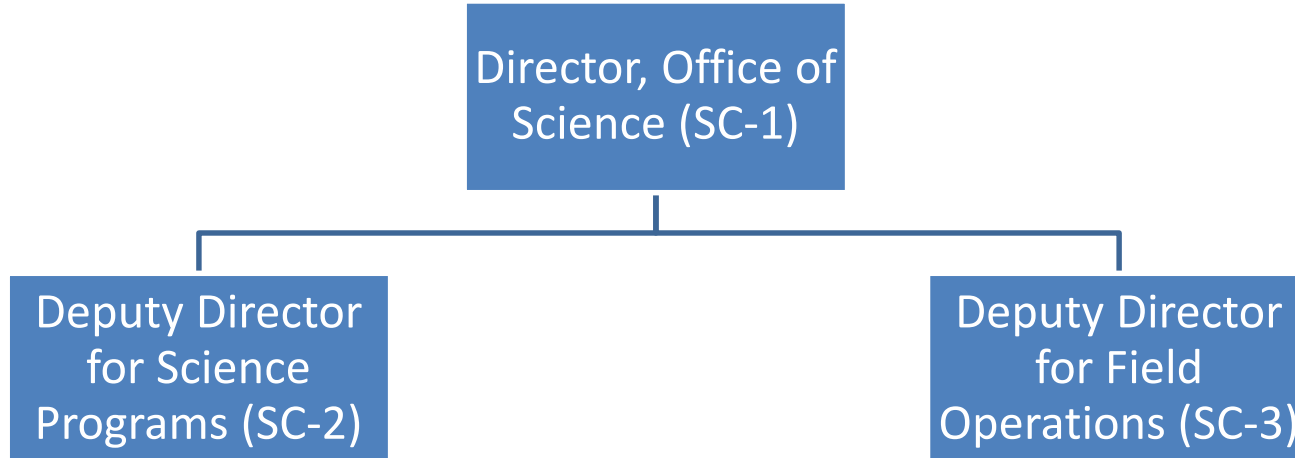 Director, Office of
Science (SC-1)
Deputy Director
for Science
Programs (SC-2)
Deputy Director
for Field
Operations (SC-3)